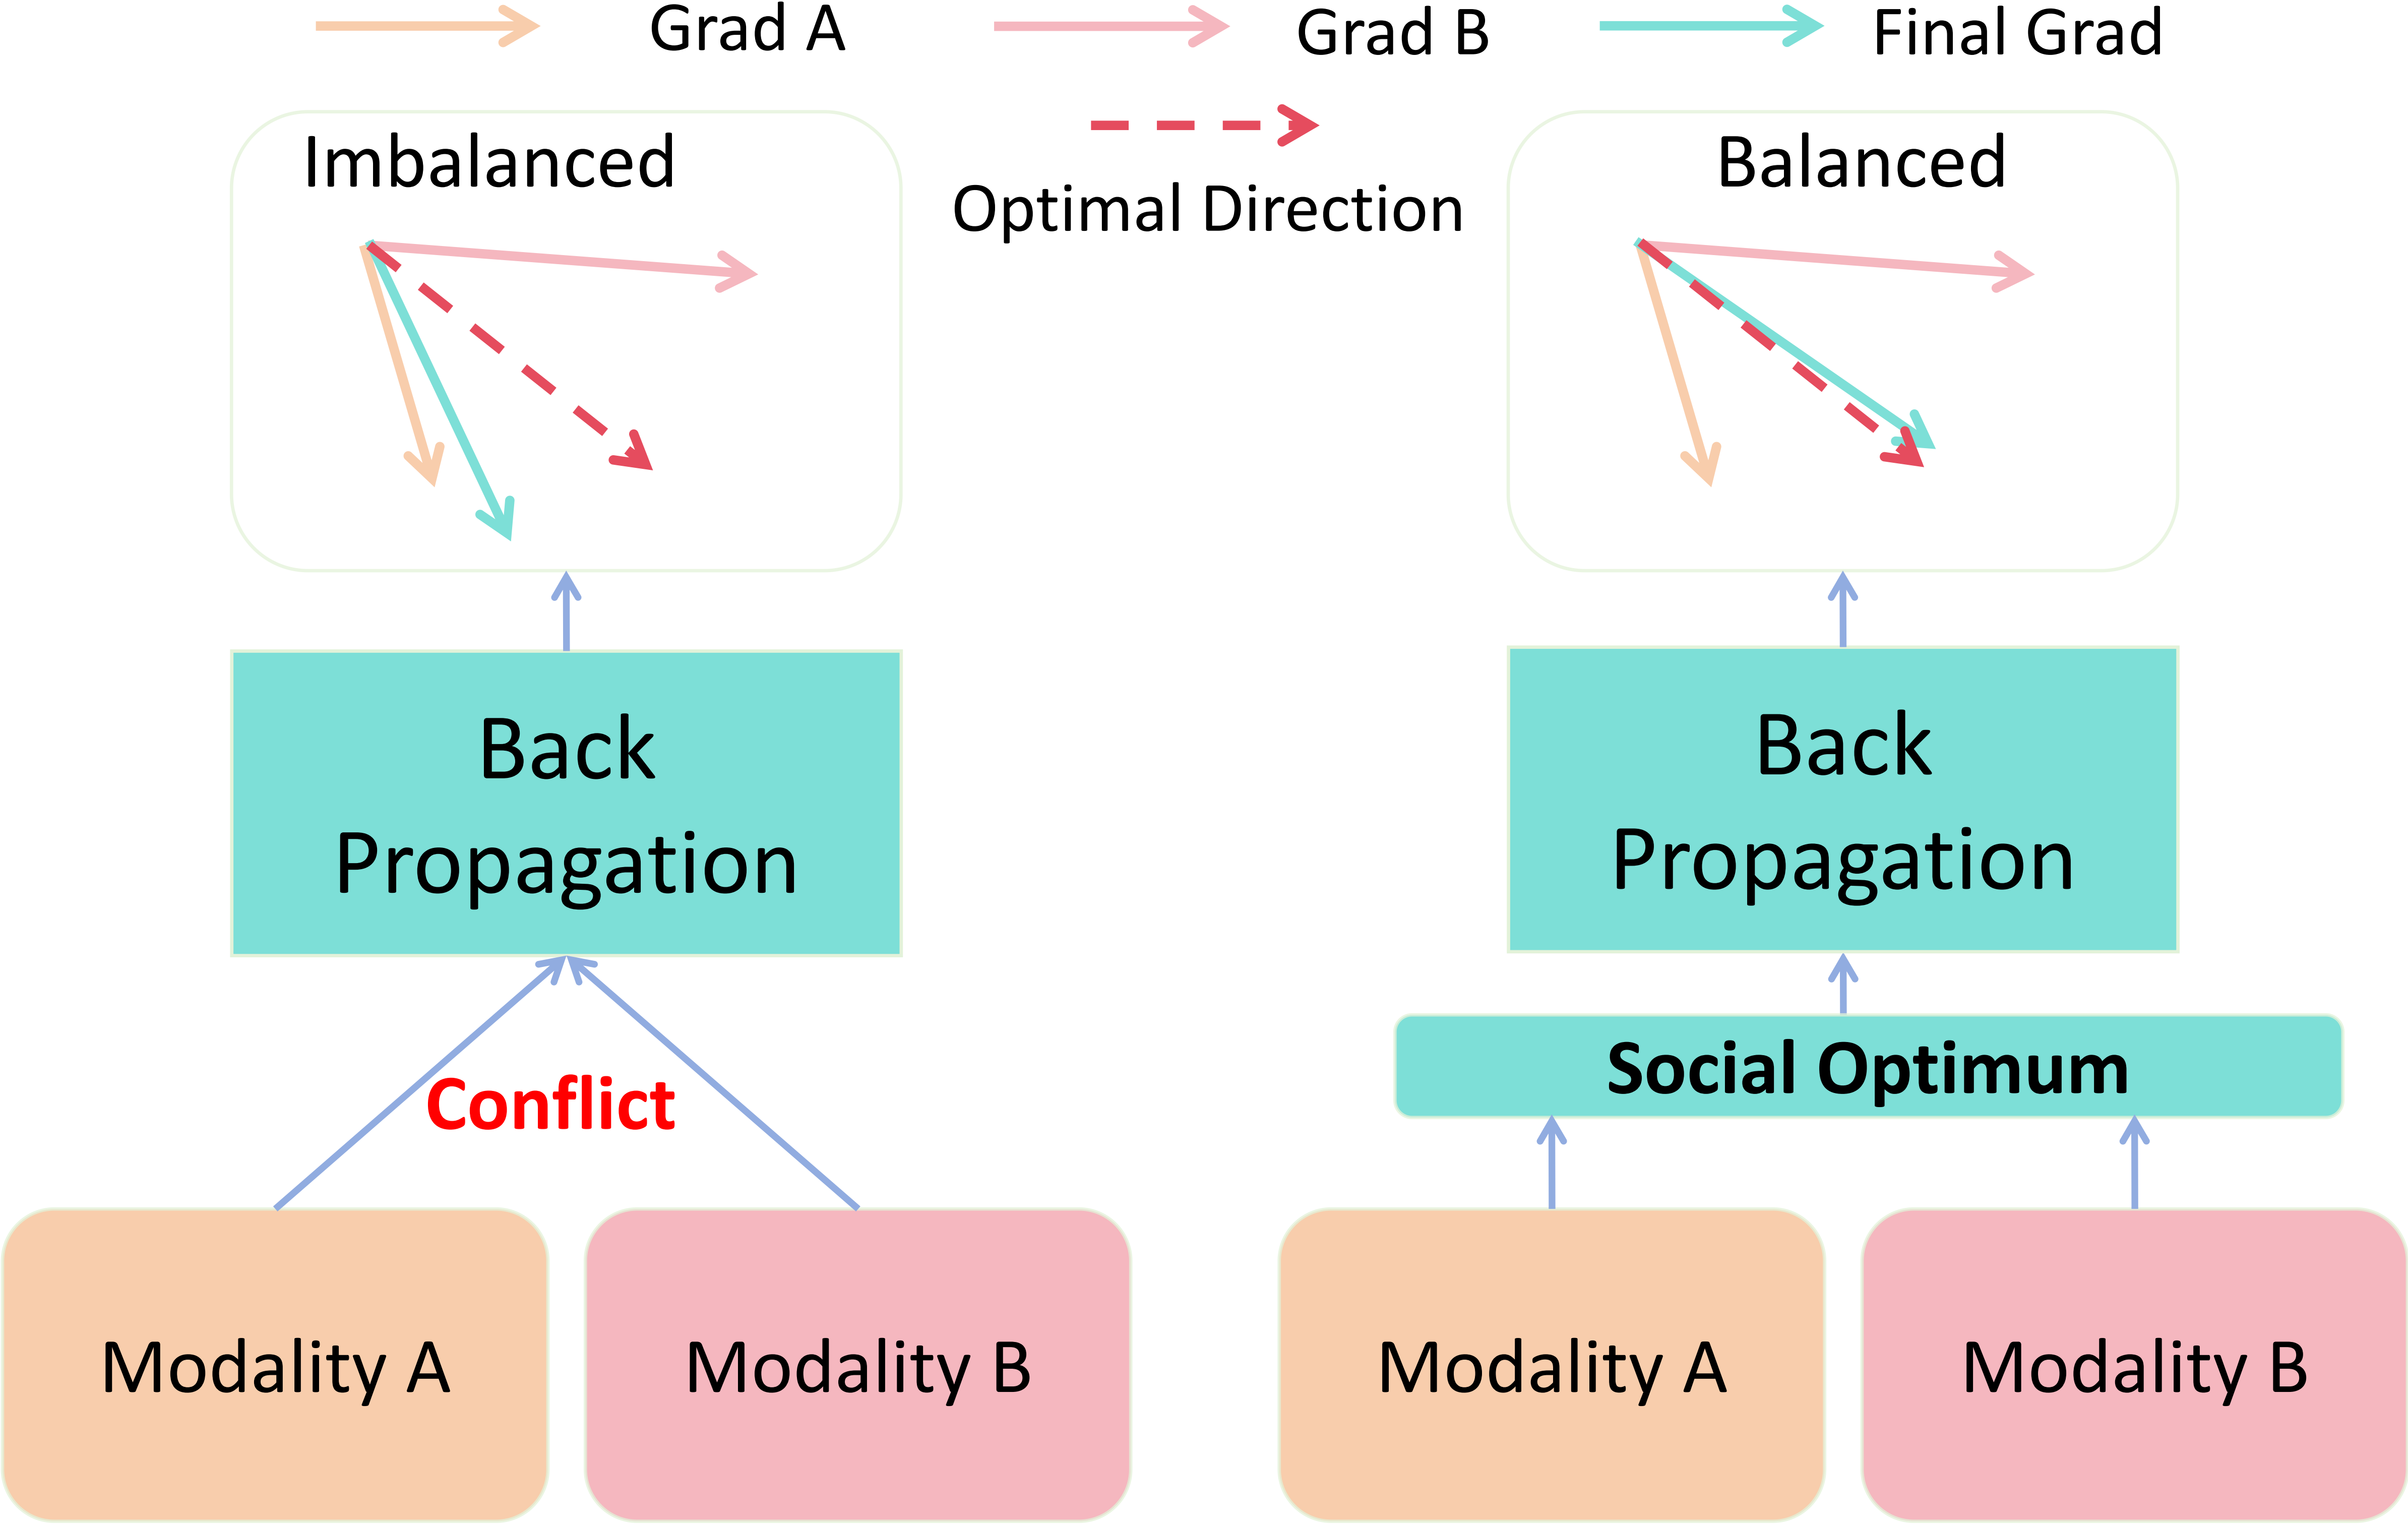 Grad A
Grad B
Final Grad
Optimal Direction
Imbalanced
Balanced
Back
Propagation
Back
Propagation
Conflict
Social Optimum
Modality A
Modality B
Modality A
Modality B